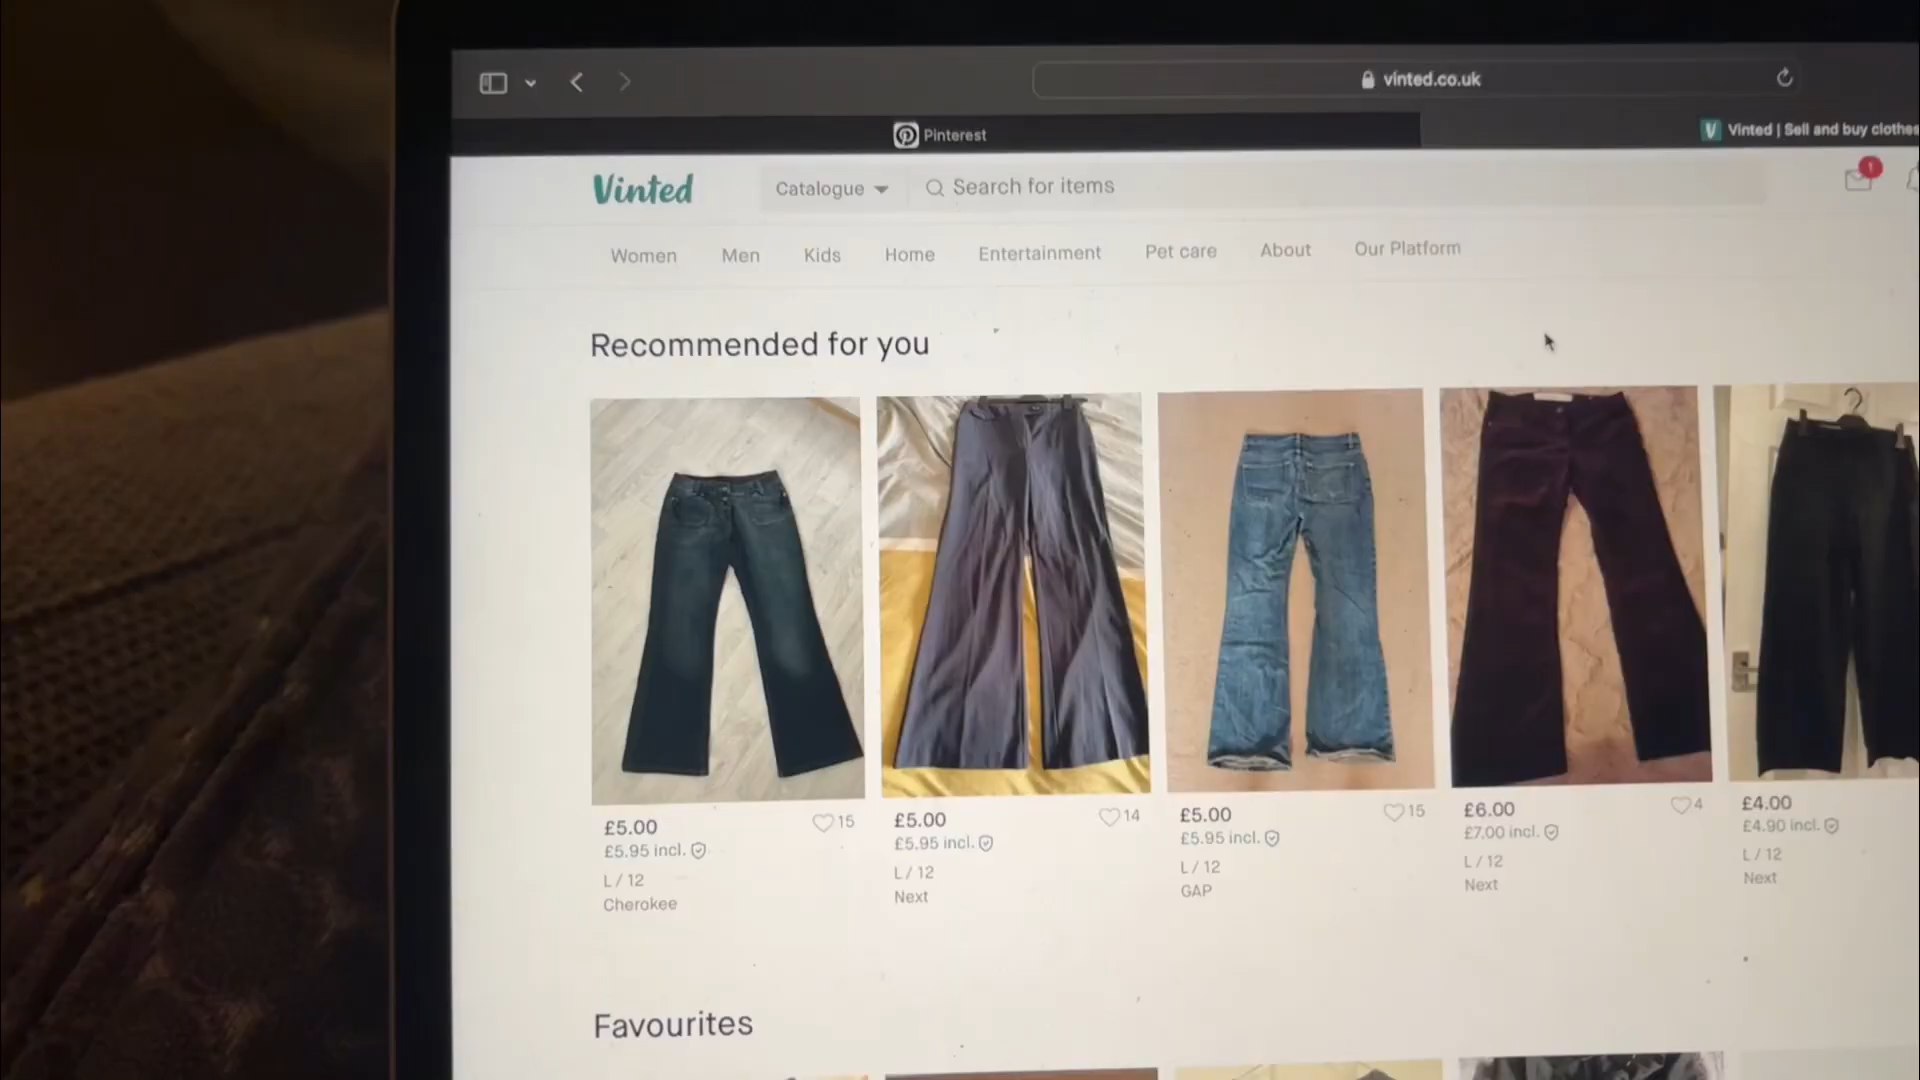 vinted.co.uk
Pinterest
Vinted | Sell and buy clothes
Vinted
Catalogue
Search for items
1
Women
Men
Kids
Home
Entertainment
Pet care
About
Our Platform
Recommended for you
£5.00
15
£5.95 incl.
L / 12
Cherokee
£5.00
14
£5.95 incl.
L / 12
Next
£5.00
15
£5.95 incl.
L / 12
GAP
£6.00
4
£7.00 incl.
L / 12
Next
£4.00
£4.90 incl.
L / 12
Next
Favourites